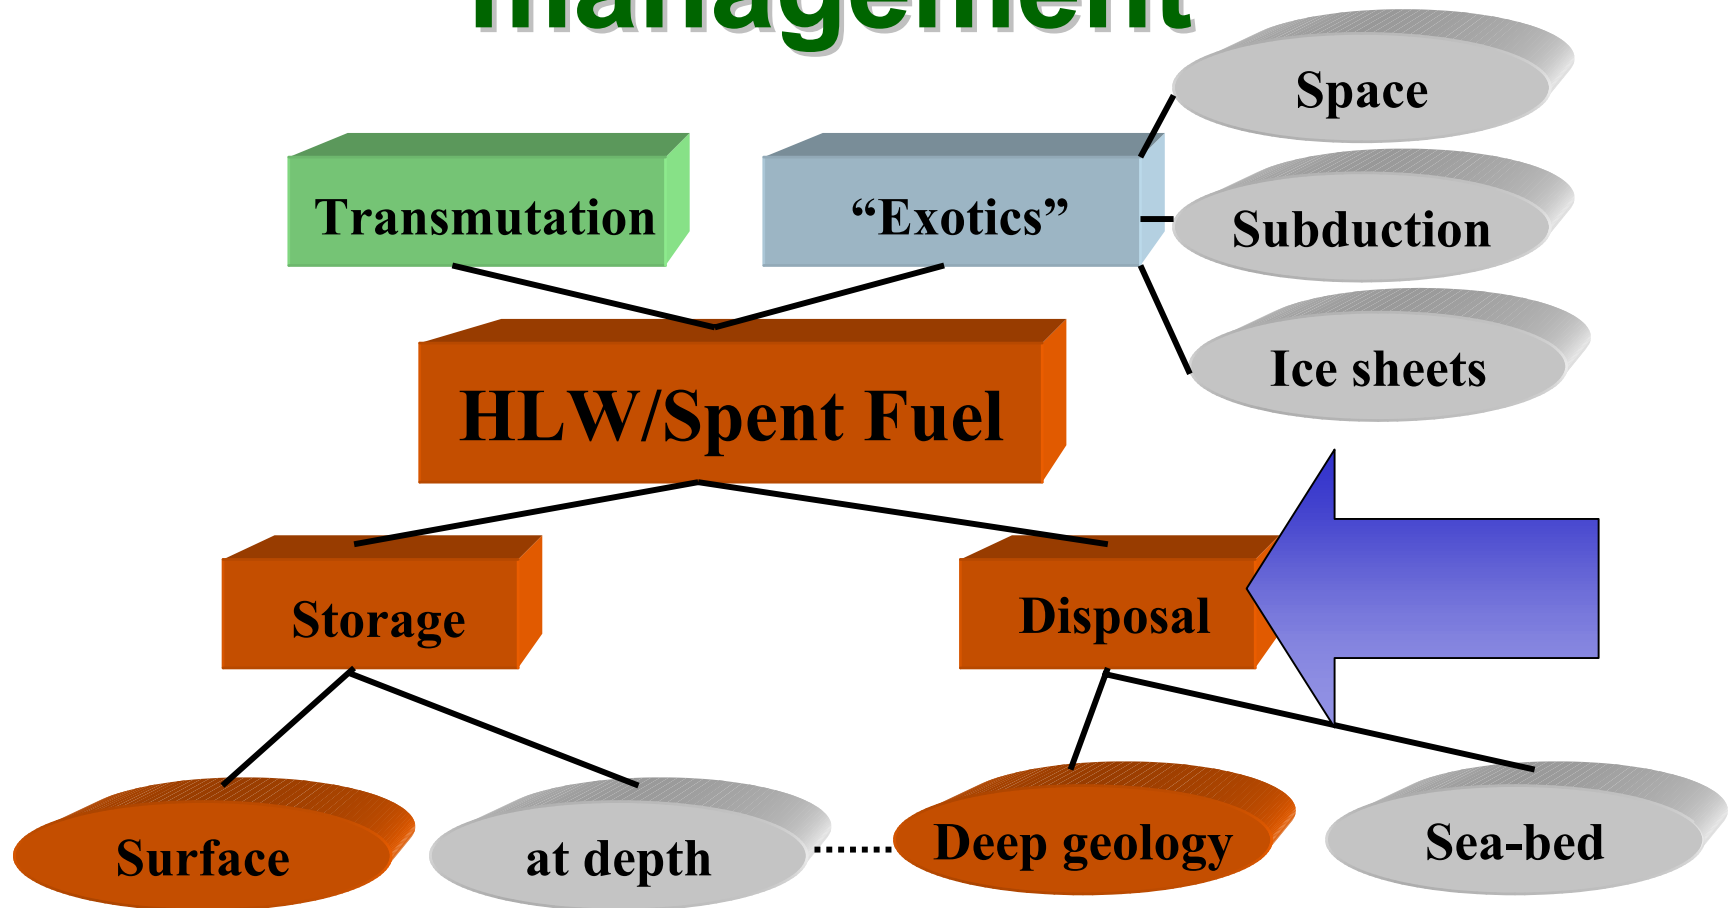 management
Space
Transmutation
“Exotics”
Subduction
Ice sheets
HLW/Spent Fuel
Storage
Disposal
Surface
at depth
Deep geology
Sea-bed